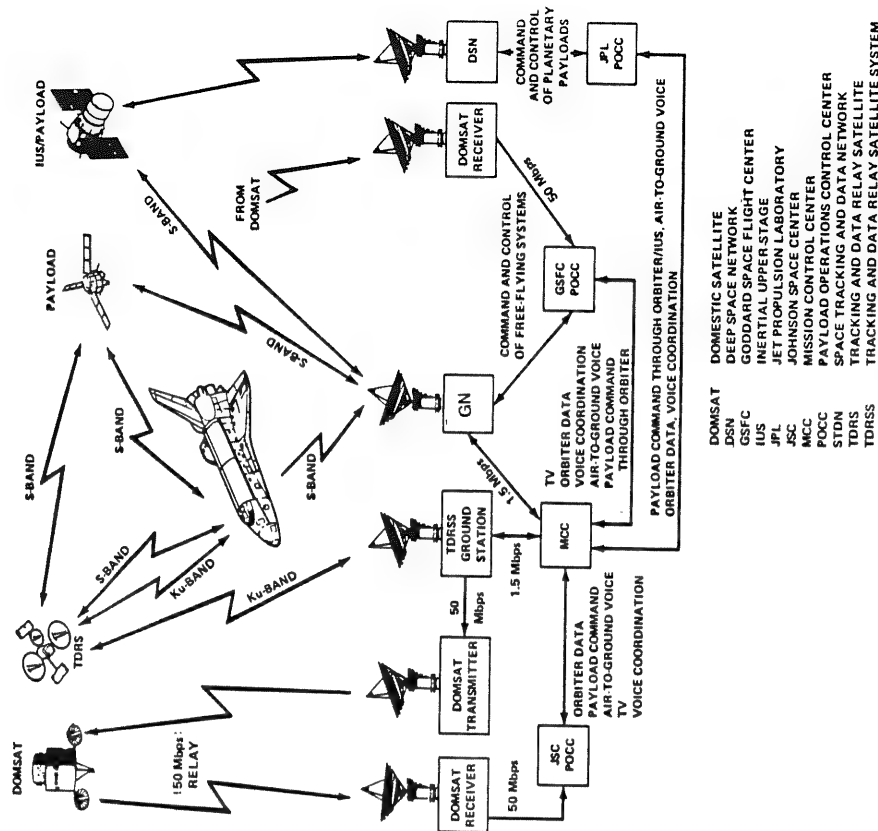 DOMSAT
TDRS
PAYLOAD
IUS/PAYLOAD
S-BAND
S-BAND
S-BAND
S-BAND
Ku-BAND
Ku-BAND
S-BAND
S-BAND
150 Mbps:
RELAY
FROM
DOMSAT
DOMSAT
RECEIVER
DOMSAT
TRANSMITTER
TDRSS
GROUND
STATION
GN
DOMSAT
RECEIVER
DSN
50 Mbps
50
Mbps
1.5 Mbps
1.5 Mbps
50 Mbps
COMMAND AND CONTROL
OF FREE-FLYING SYSTEMS
COMMAND
AND CONTROL
OF PLANETARY
PAYLOADS
JSC
POCC
MCC
GSFC
POCC
JPL
POCC
ORBITER DATA
PAYLOAD COMMAND
AIR-TO-GROUND VOICE
TV
VOICE COORDINATION
TV
ORBITER DATA
VOICE COORDINATION
AIR-TO-GROUND VOICE
PAYLOAD COMMAND
THROUGH ORBITER
PAYLOAD COMMAND THROUGH ORBITER/IUS, AIR-TO-GROUND VOICE
ORBITER DATA, VOICE COORDINATION
DOMSAT DOMESTIC SATELLITE
DSN DEEP SPACE NETWORK
GSFC GODDARD SPACE FLIGHT CENTER
IUS INERTIAL UPPER-STAGE
JPL JET PROPULSION LABORATORY
JSC JOHNSON SPACE CENTER
MCC MISSION CONTROL CENTER
POCC PAYLOAD OPERATIONS CONTROL CENTER
STDN SPACE TRACKING AND DATA NETWORK
TDRS TRACKING AND DATA RELAY SATELLITE
TDRSS TRACKING AND DATA RELAY SATELLITE SYSTEM